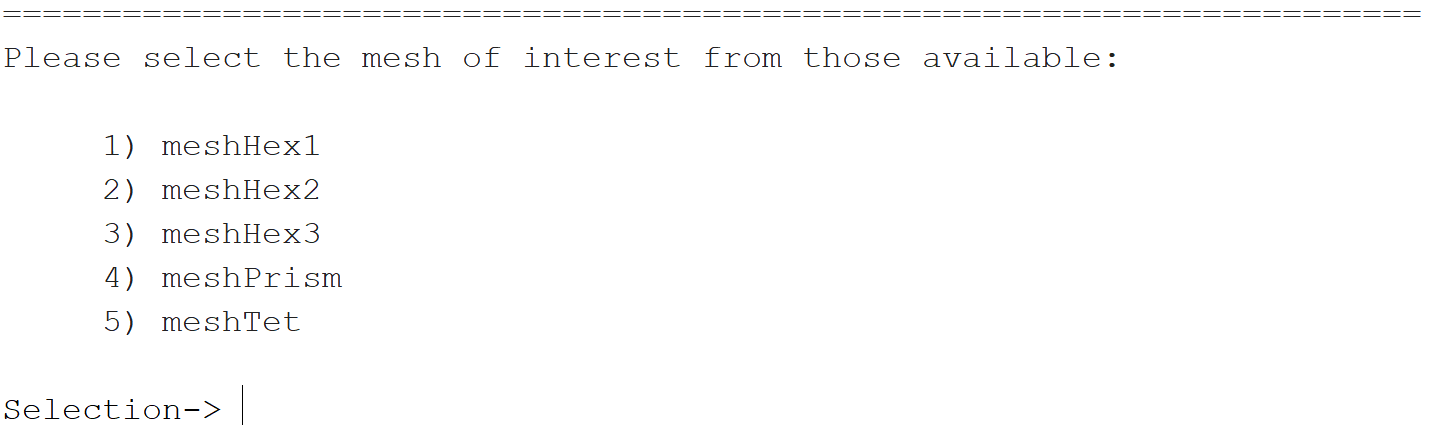 =======================================================================
Please select the mesh of interest from those available:
1) meshHex1
2) meshHex2
3) meshHex3
4) meshPrism
5) meshTet
Selection->